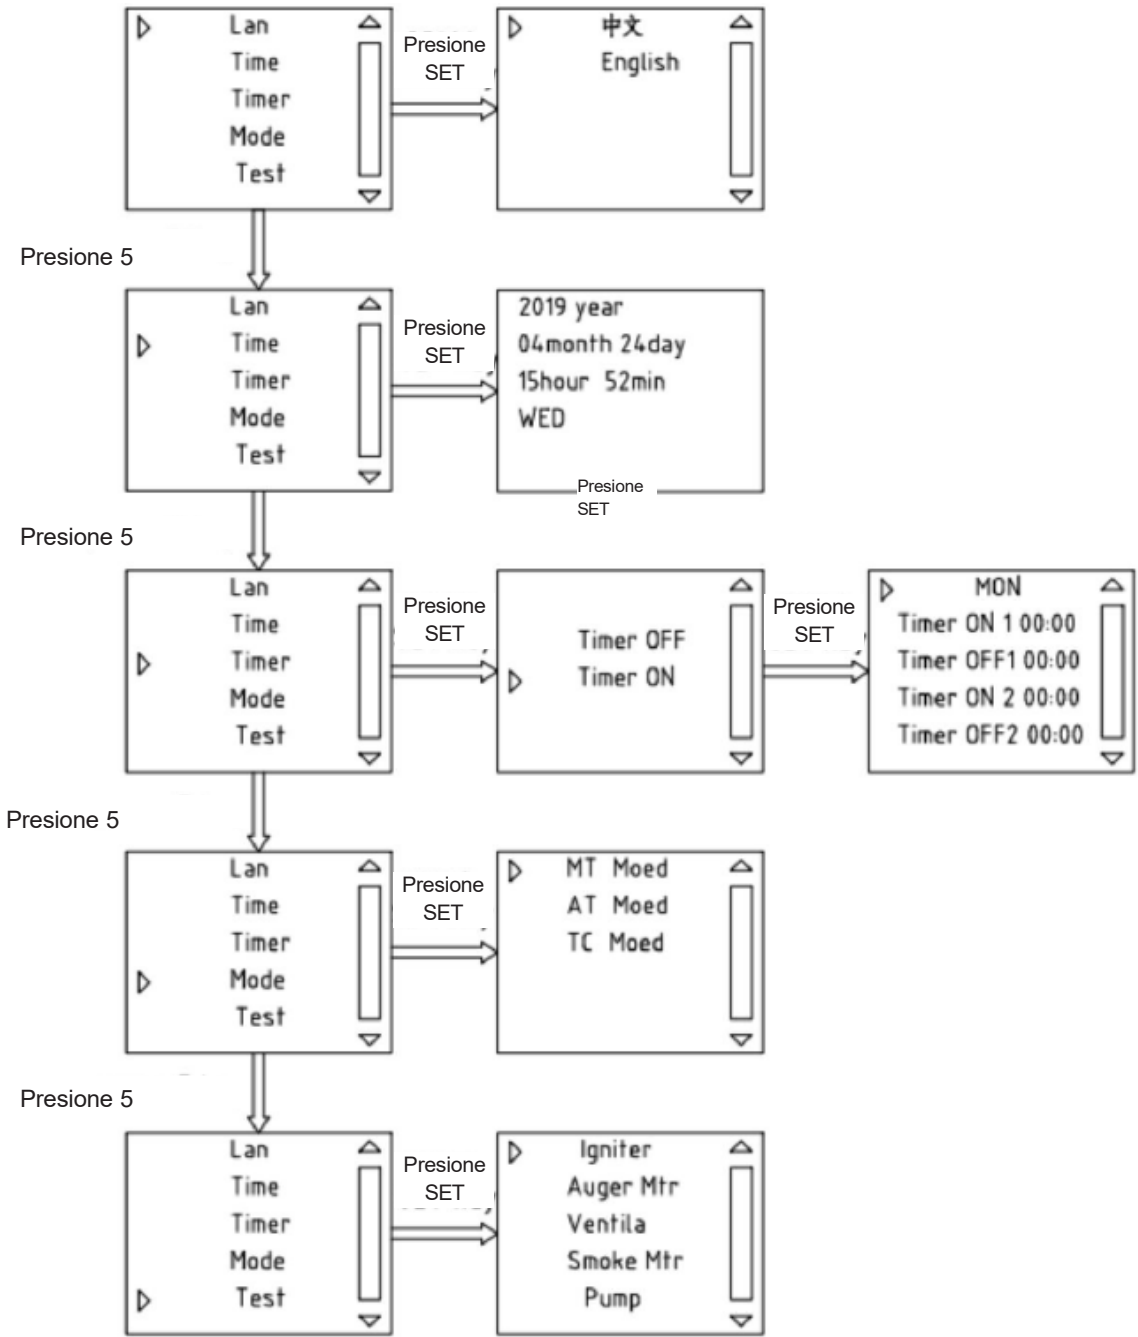 Lan
Time
Timer
Mode
Test
Presione
SET
中文
English
Presione 5
Lan
Time
Timer
Mode
Test
Presione
SET
2019 year
04month 24day
15hour 52min
WED
Presione
SET
Presione 5
Lan
Time
Timer
Mode
Test
Presione
SET
Timer OFF
Timer ON
Presione
SET
MON
Timer ON 1 00:00
Timer OFF1 00:00
Timer ON 2 00:00
Timer OFF2 00:00
Presione 5
Lan
Time
Timer
Mode
Test
Presione
SET
MT Moed
AT Moed
TC Moed
Presione 5
Lan
Time
Timer
Mode
Test
Presione
SET
Igniter
Auger Mtr
Ventila
Smoke Mtr
Pump